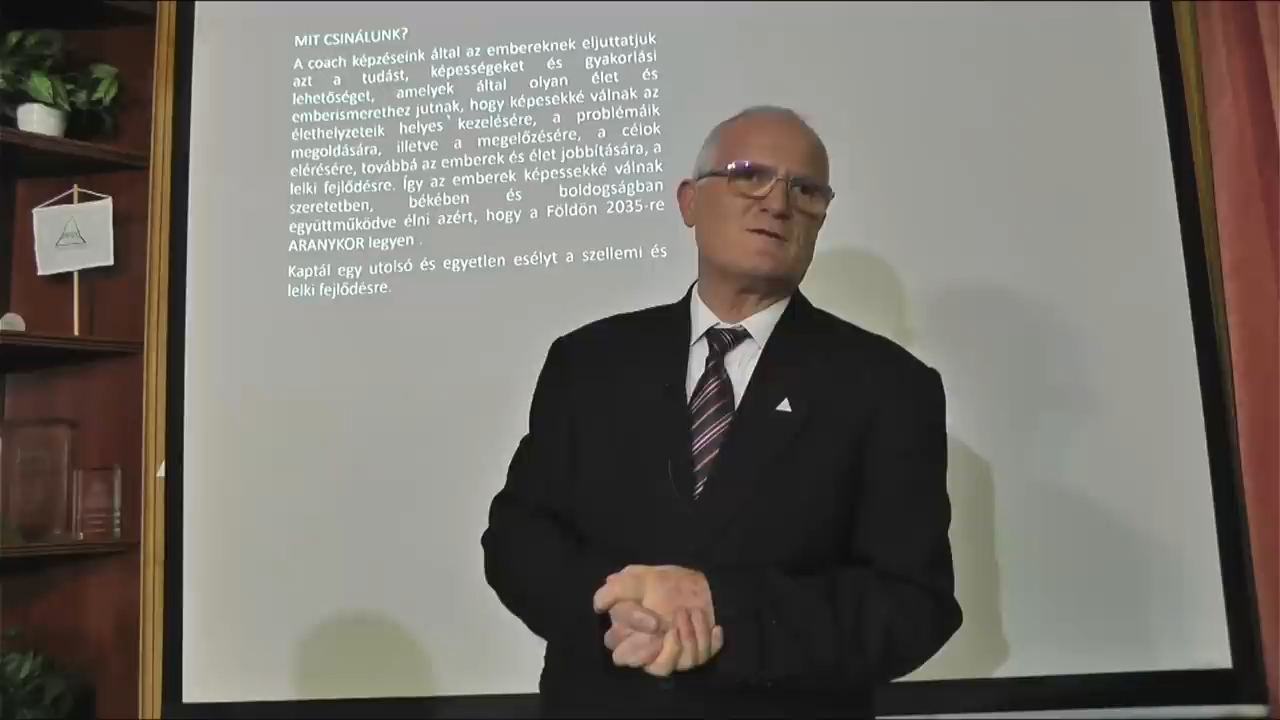 MIT CSINÁLUNK?
A coach képzéseink által az embereknek eljuttatjuk
azt a tudást, képességeket és gyakorlási
lehetőséget, amelyek által olyan élet és
emberismerethez jutnak, hogy képesekké válnak az
élethelyzeteik helyes kezelésére, a problémáik
megoldására, illetve a megelőzésére, a célok
elérésére, továbbá az emberek és élet jobbítására, a
lelki fejlődésre. Így az emberek képessekké válnak
szeretetben, békében és boldogságban
együttműködve élni azért, hogy a Földön 2035-re
ARANYKOR legyen .
Kaptál egy utolsó és egyetlen esélyt a szellemi és
lelki fejlődésre.